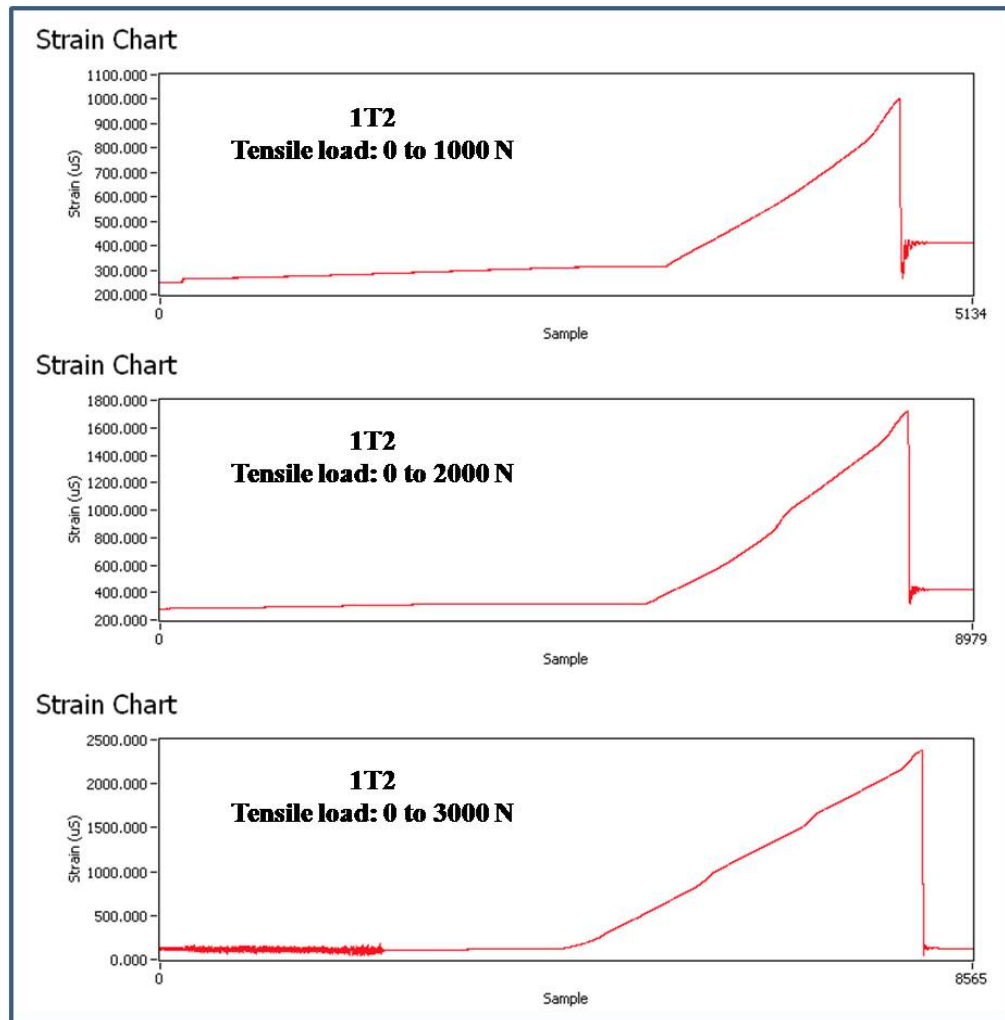 Strain Chart
1100.000
1000.000
900.000
800.000
700.000
600.000
500.000
400.000
300.000
200.000
Strain (uS)
1T2
Tensile load: 0 to 1000 N
0
5134
Sample
Strain Chart
1800.000
1600.000
1400.000
1200.000
1000.000
800.000
600.000
400.000
200.000
Strain (uS)
1T2
Tensile load: 0 to 2000 N
0
8979
Sample
Strain Chart
2500.000
2000.000
1500.000
1000.000
500.000
0.000
Strain (uS)
1T2
Tensile load: 0 to 3000 N
0
8565
Sample